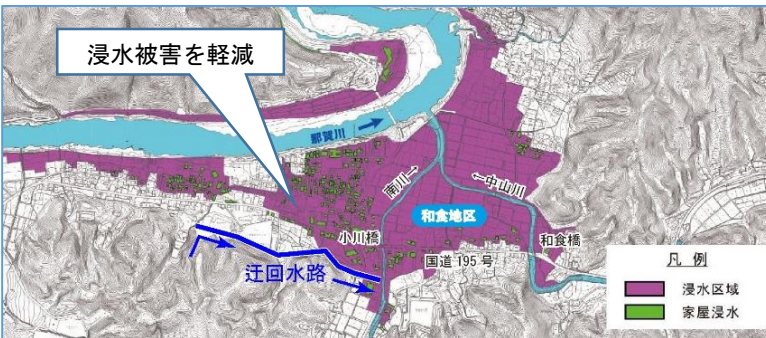 浸水被害を軽減
那賀川
南川→
←中山川
和食地区
小川橋
和食橋
国道195号
迂回水路
凡 例
浸水区域
家屋浸水